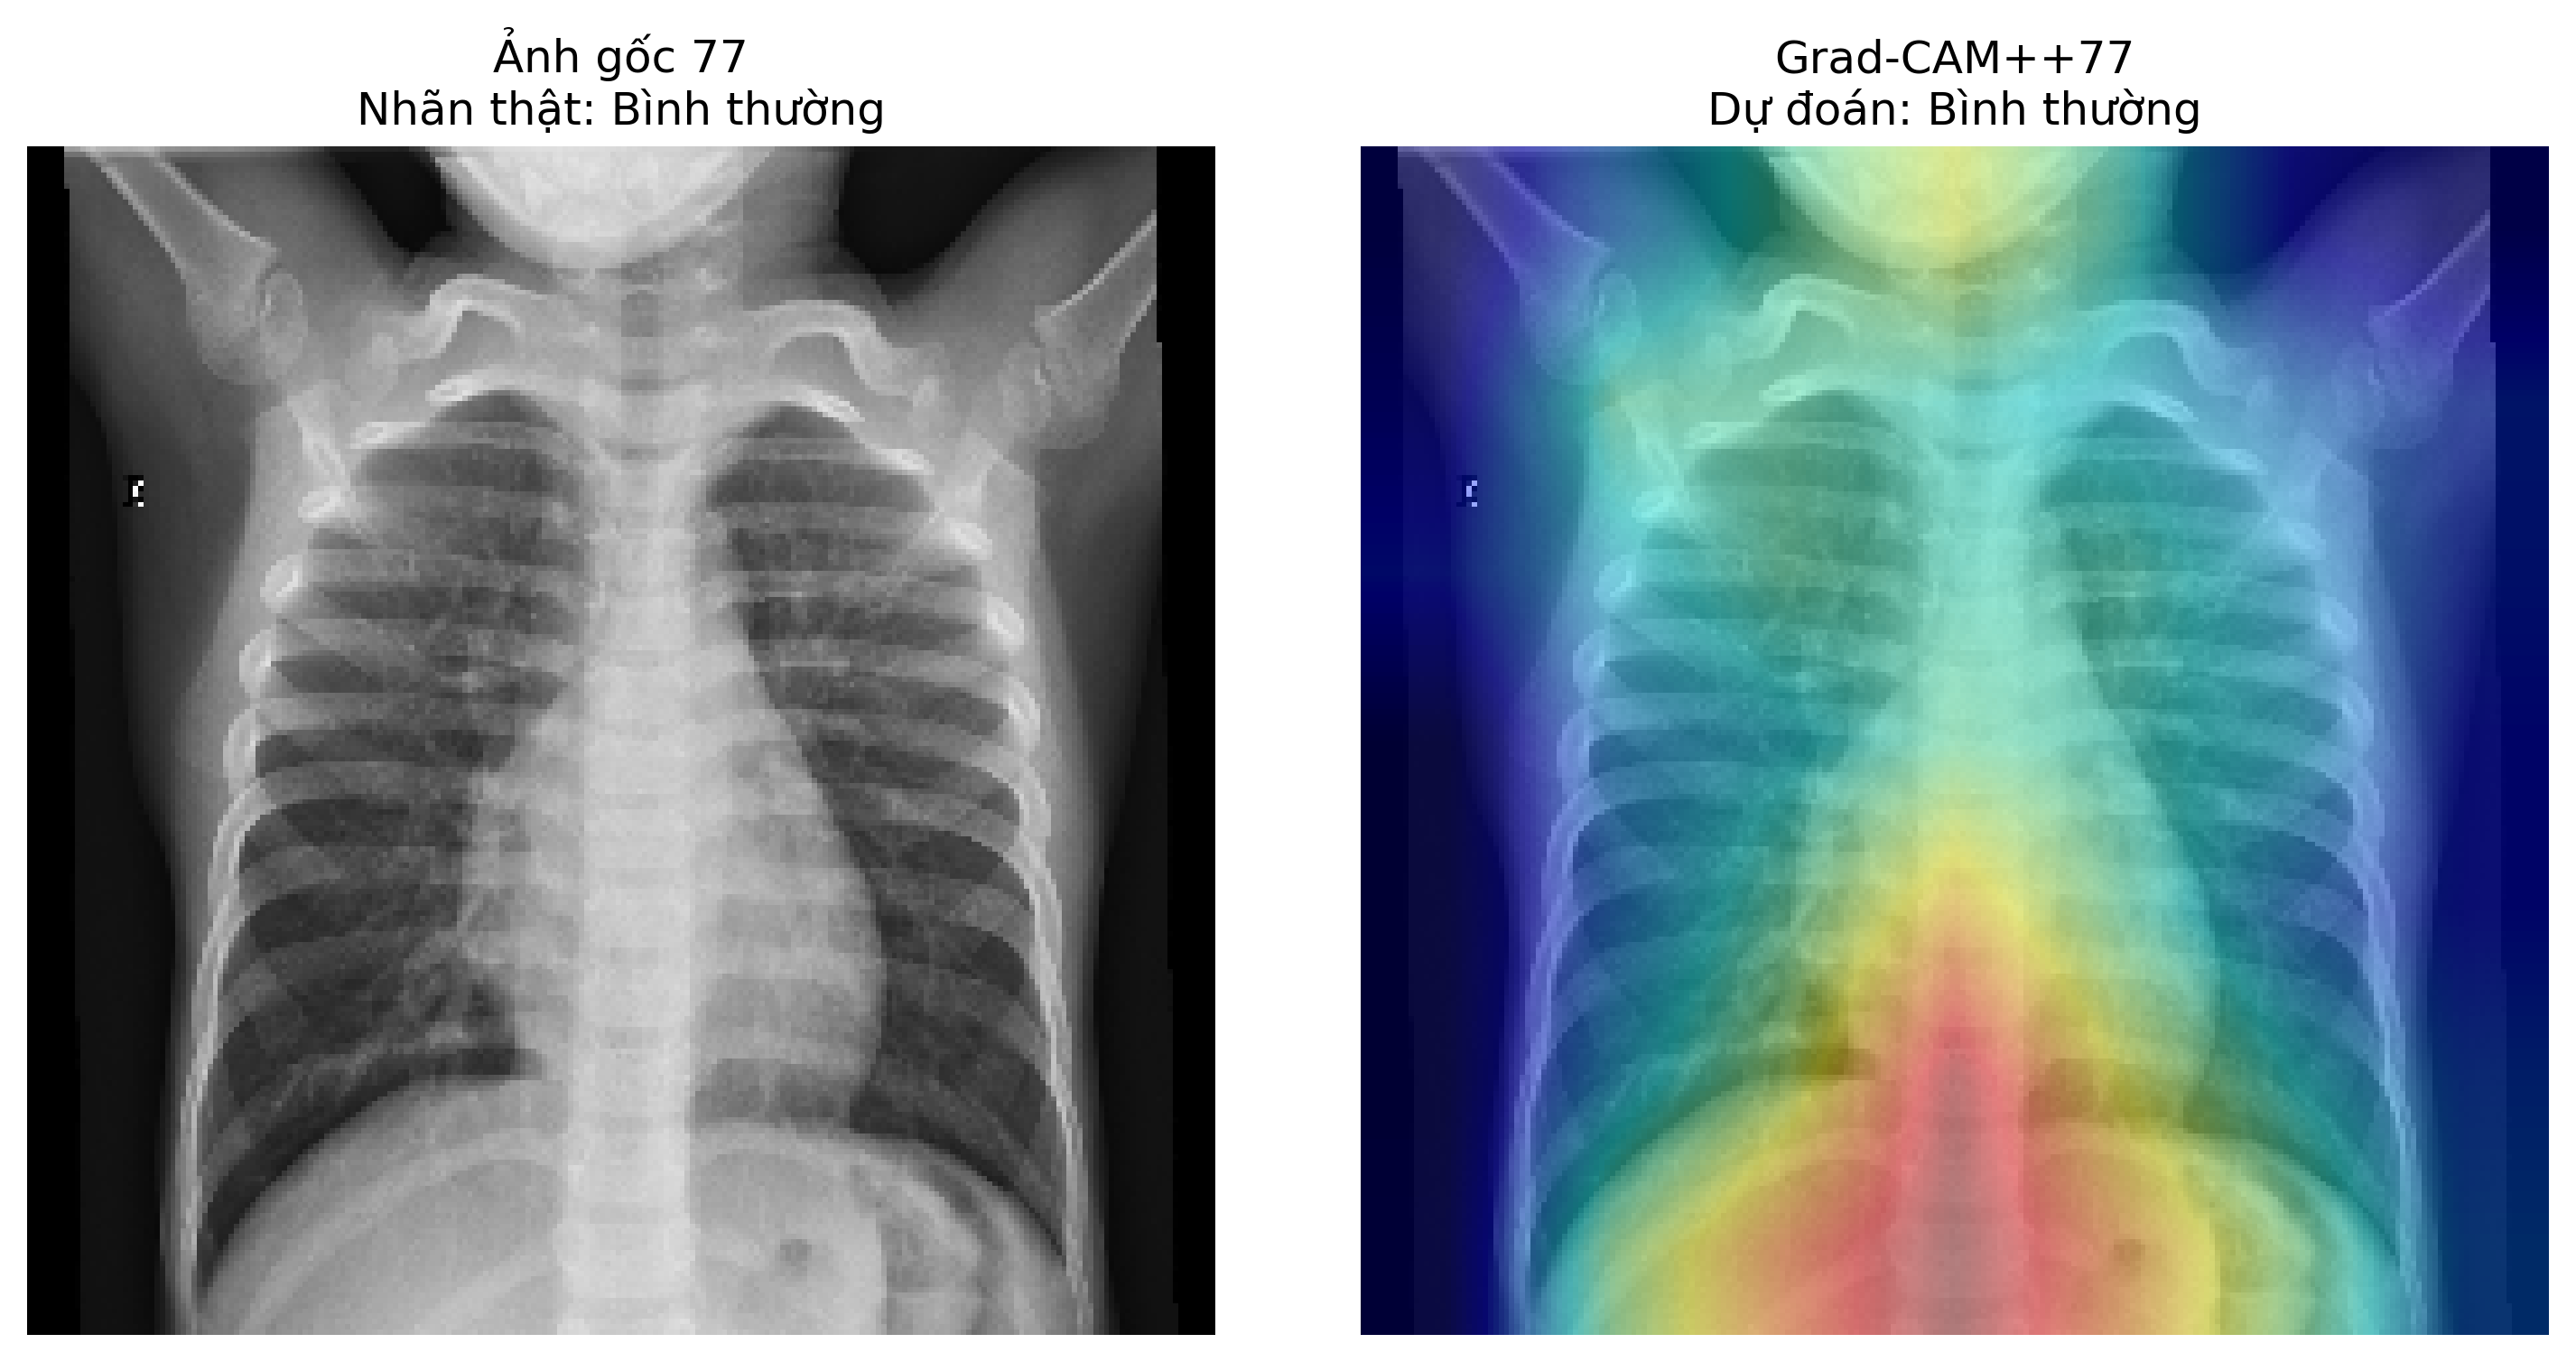 Ảnh gốc 77
Nhãn thật: Bình thường
Grad-CAM++77
Dự đoán: Bình thường